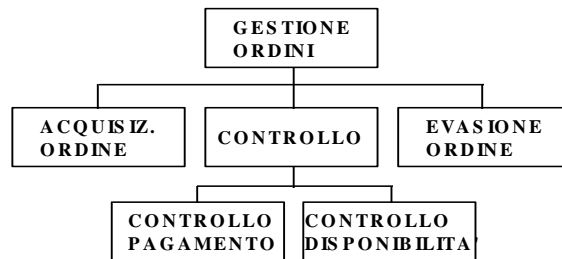 GESTIONE
ORDINI
ACQUISIZ.
ORDINE
CONTROLLO
EVASIONE
ORDINE
CONTROLLO
PAGAMENTO
CONTROLLO
DISPONIBILITA'